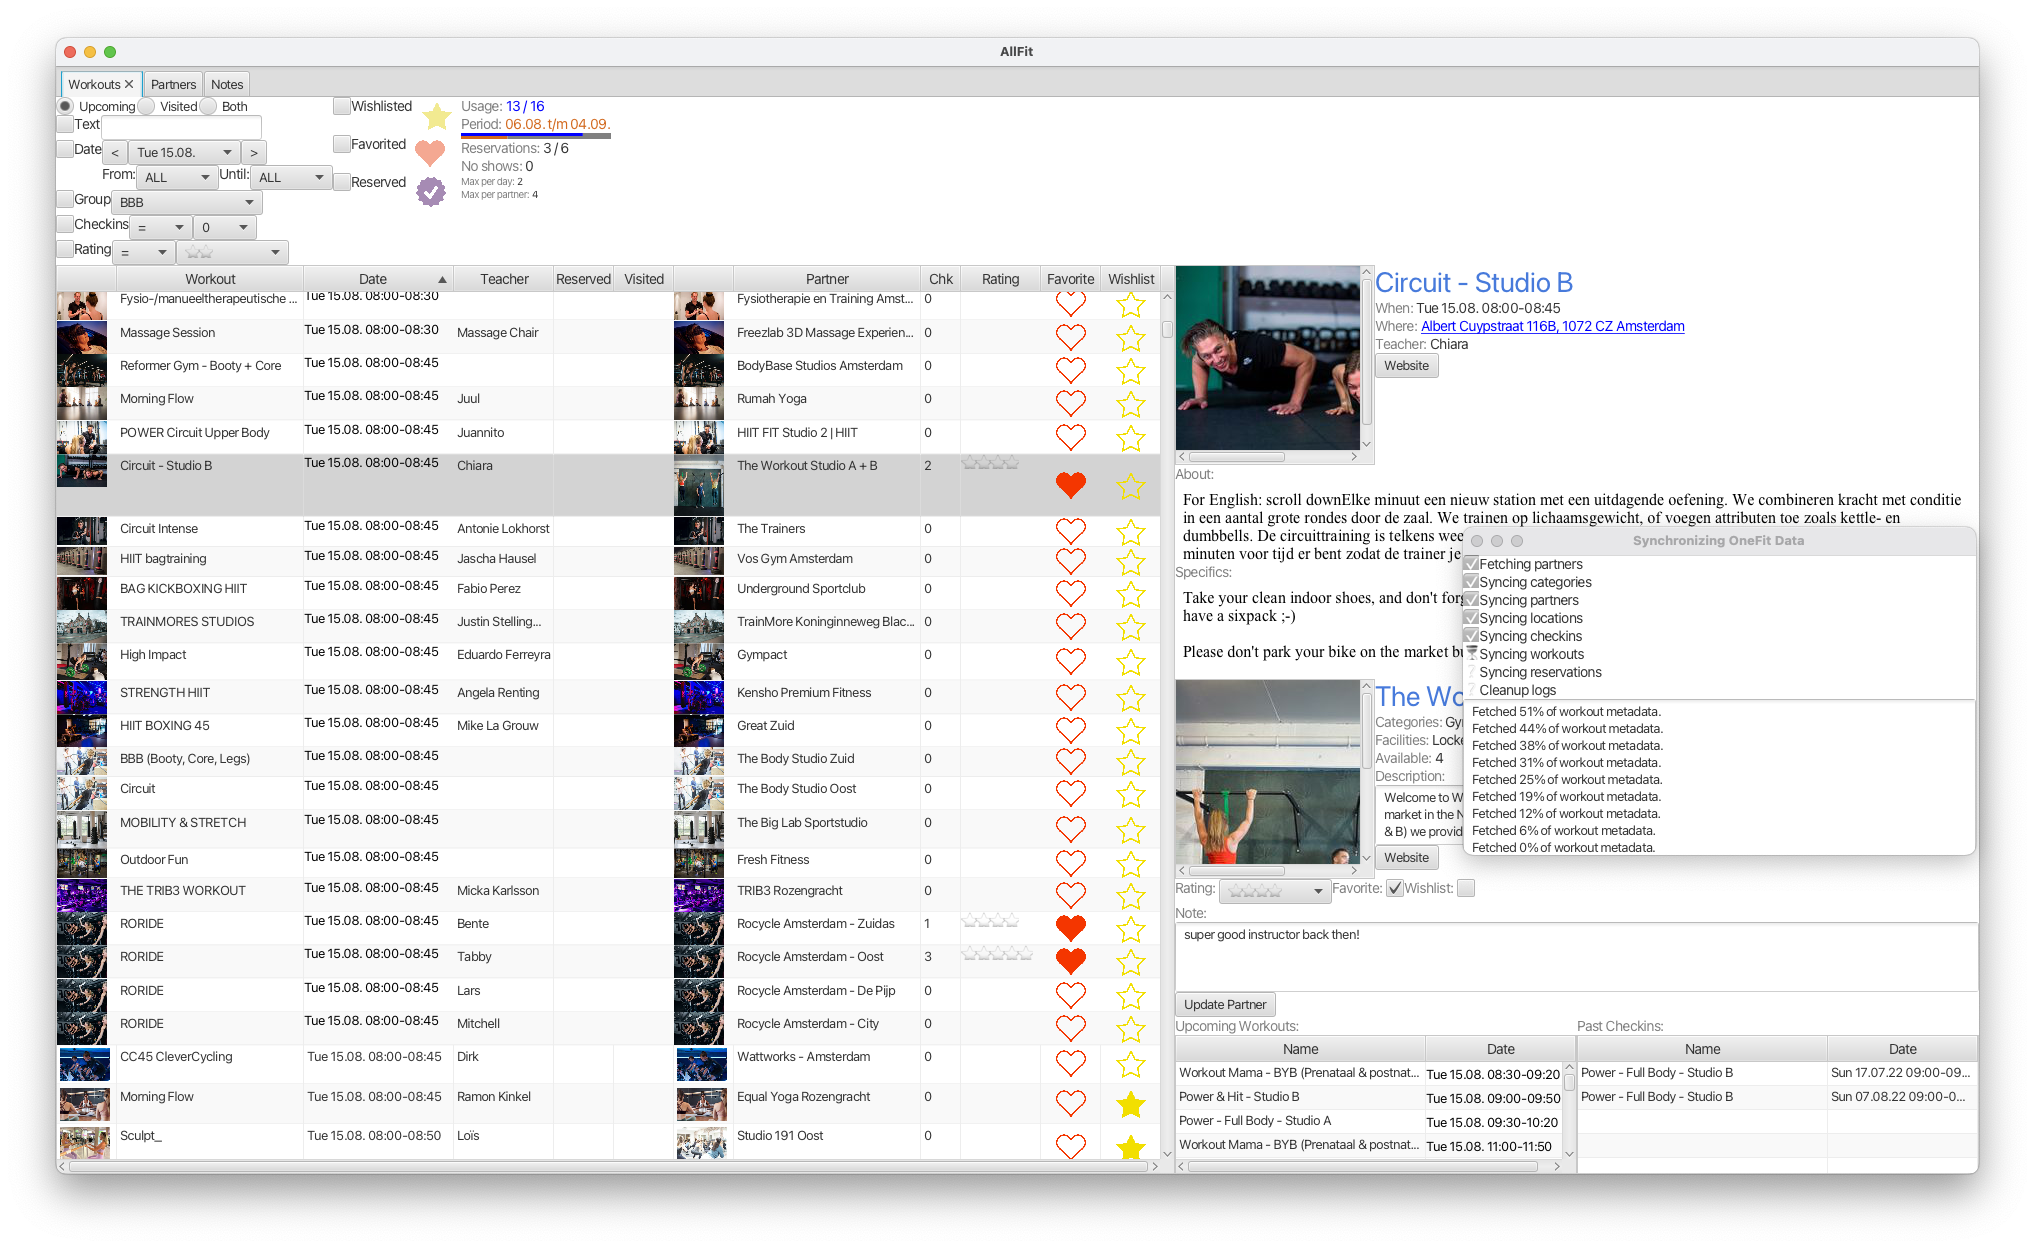 AllFit
Workouts
Partners
Notes
Upcoming Visited Both
Text
Date < Tue 15.08. >
From: ALL Until: ALL
Group BBB
Checkins = 0
Rating =
Wishlisted
Favorited
Reserved
Usage: 13 / 16
Period: 06.08. t/m 04.09.
Reservations: 3 / 6
No shows: 0
Max per day: 2
Max per partner: 4
Workout Date Teacher Reserved Visited Partner Chk Rating Favorite Wishlist
Fysio-/manueeltherapeutische ... Tue 15.08. 08:00-08:30 Fysiotherapie en Training Amst... 0
Massage Session Tue 15.08. 08:00-08:30 Massage Chair Freezlab 3D Massage Experien... 0
Reformer Gym - Booty + Core Tue 15.08. 08:00-08:45 BodyBase Studios Amsterdam 0
Morning Flow Tue 15.08. 08:00-08:45 Juul Rumah Yoga 0
POWER Circuit Upper Body Tue 15.08. 08:00-08:45 Juannito HIIT FIT Studio 2 | HIIT 0
Circuit - Studio B Tue 15.08. 08:00-08:45 Chiara The Workout Studio A + B 2
Circuit Intense Tue 15.08. 08:00-08:45 Antonie Lokhorst The Trainers 0
HIIT bagtraining Tue 15.08. 08:00-08:45 Jascha Hausel Vos Gym Amsterdam 0
BAG KICKBOXING HIIT Tue 15.08. 08:00-08:45 Fabio Perez Underground Sportclub 0
TRAINMORES STUDIOS Tue 15.08. 08:00-08:45 Justin Stelling... TrainMore Koninginneweg Blac... 0
High Impact Tue 15.08. 08:00-08:45 Eduardo Ferreyra Gympact 0
STRENGTH HIIT Tue 15.08. 08:00-08:45 Angela Renting Kensho Premium Fitness 0
HIIT BOXING 45 Tue 15.08. 08:00-08:45 Mike La Grouw Great Zuid 0
BBB (Booty, Core, Legs) Tue 15.08. 08:00-08:45 The Body Studio Zuid 0
Circuit Tue 15.08. 08:00-08:45 The Body Studio Oost 0
MOBILITY & STRETCH Tue 15.08. 08:00-08:45 The Big Lab Sportstudio 0
Outdoor Fun Tue 15.08. 08:00-08:45 Fresh Fitness 0
THE TRIB3 WORKOUT Tue 15.08. 08:00-08:45 Micka Karlsson TRIB3 Rozengracht 0
RORIDE Tue 15.08. 08:00-08:45 Bente Rocycle Amsterdam - Zuidas 1
RORIDE Tue 15.08. 08:00-08:45 Tabby Rocycle Amsterdam - Oost 3
RORIDE Tue 15.08. 08:00-08:45 Lars Rocycle Amsterdam - De Pijp 0
RORIDE Tue 15.08. 08:00-08:45 Mitchell Rocycle Amsterdam - City 0
CC45 CleverCycling Tue 15.08. 08:00-08:45 Dirk Wattworks - Amsterdam 0
Morning Flow Tue 15.08. 08:00-08:45 Ramon Kinkel Equal Yoga Rozengracht 0
Sculpt_ Tue 15.08. 08:00-08:50 Loïs Studio 191 Oost 0
Circuit - Studio B
When: Tue 15.08. 08:00-08:45
Where: Albert Cuypstraat 116B, 1072 CZ Amsterdam
Teacher: Chiara
Website
About:
For English: scroll downElke minuut een nieuw station met een uitdagende oefening. We combineren kracht met conditie
in een aantal grote rondes door de zaal. We trainen op lichaamsgewicht, of voegen attributen toe zoals kettle- en
dumbbells. De circuittraining is telkens wee
minuten voor tijd er bent zodat de trainer je
Specifics:
Take your clean indoor shoes, and don't forg
have a sixpack ;-)
Please don't park your bike on the market bu
Synchronizing OneFit Data
Fetching partners
Syncing categories
Syncing partners
Syncing locations
Syncing checkins
Syncing workouts
Syncing reservations
Cleanup logs
Fetched 51% of workout metadata.
Fetched 44% of workout metadata.
Fetched 38% of workout metadata.
Fetched 31% of workout metadata.
Fetched 25% of workout metadata.
Fetched 19% of workout metadata.
Fetched 12% of workout metadata.
Fetched 6% of workout metadata.
Fetched 0% of workout metadata.
The Wo
Categories: Gy
Facilities: Locke
Available: 4
Description:
Welcome to W
market in the N
& B) we provid
Website
Rating: Favorite: Wishlist:
Note:
super good instructor back then!
Update Partner
Upcoming Workouts:
Name Date
Workout Mama - BYB (Prenataal & postnat... Tue 15.08. 08:30-09:20
Power & Hit - Studio B Tue 15.08. 09:00-09:50
Power - Full Body - Studio A Tue 15.08. 09:30-10:20
Workout Mama - BYB (Prenataal & postnat... Tue 15.08. 11:00-11:50
Past Checkins:
Name Date
Power - Full Body - Studio B Sun 17.07.22 09:00-09...
Power - Full Body - Studio B Sun 07.08.22 09:00-0...